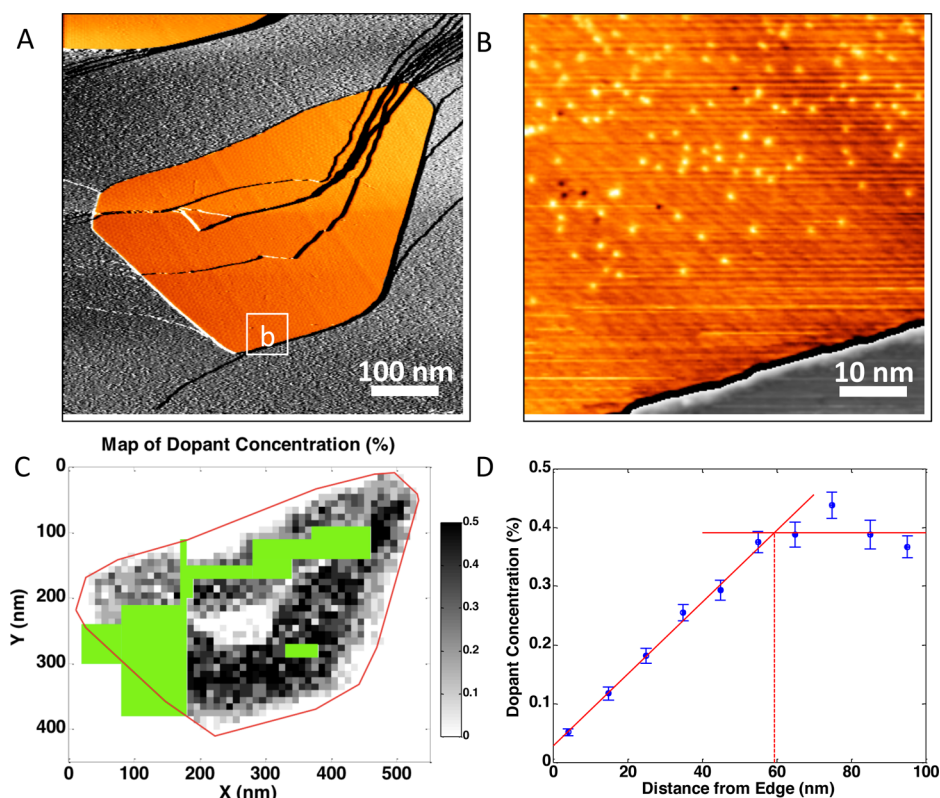 A
B
b
100 nm
10 nm
Map of Dopant Concentration (%)
C
D
0
100
200
300
400
Y (nm)
0 100 200 300 400 500
X (nm)
0.5
0.4
0.3
0.2
0.1
0
0.5
0.4
0.3
0.2
0.1
0
Dopant Concentration (%)
0 20 40 60 80 100
Distance from Edge (nm)